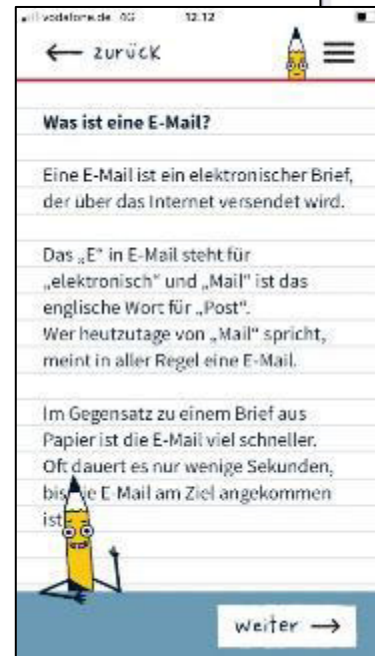 vodafone.de 4G 12.12
← zurück
Was ist eine E-Mail?
Eine E-Mail ist ein elektronischer Brief,
der über das Internet versendet wird.
Das „E“ in E-Mail steht für
„elektronisch“ und „Mail“ ist das
englische Wort für „Post“.
Wer heutzutage von „Mail“ spricht,
meint in aller Regel eine E-Mail.
Im Gegensatz zu einem Brief aus
Papier ist die E-Mail viel schneller.
Oft dauert es nur wenige Sekunden,
bis die E-Mail am Ziel angekommen
ist
weiter →